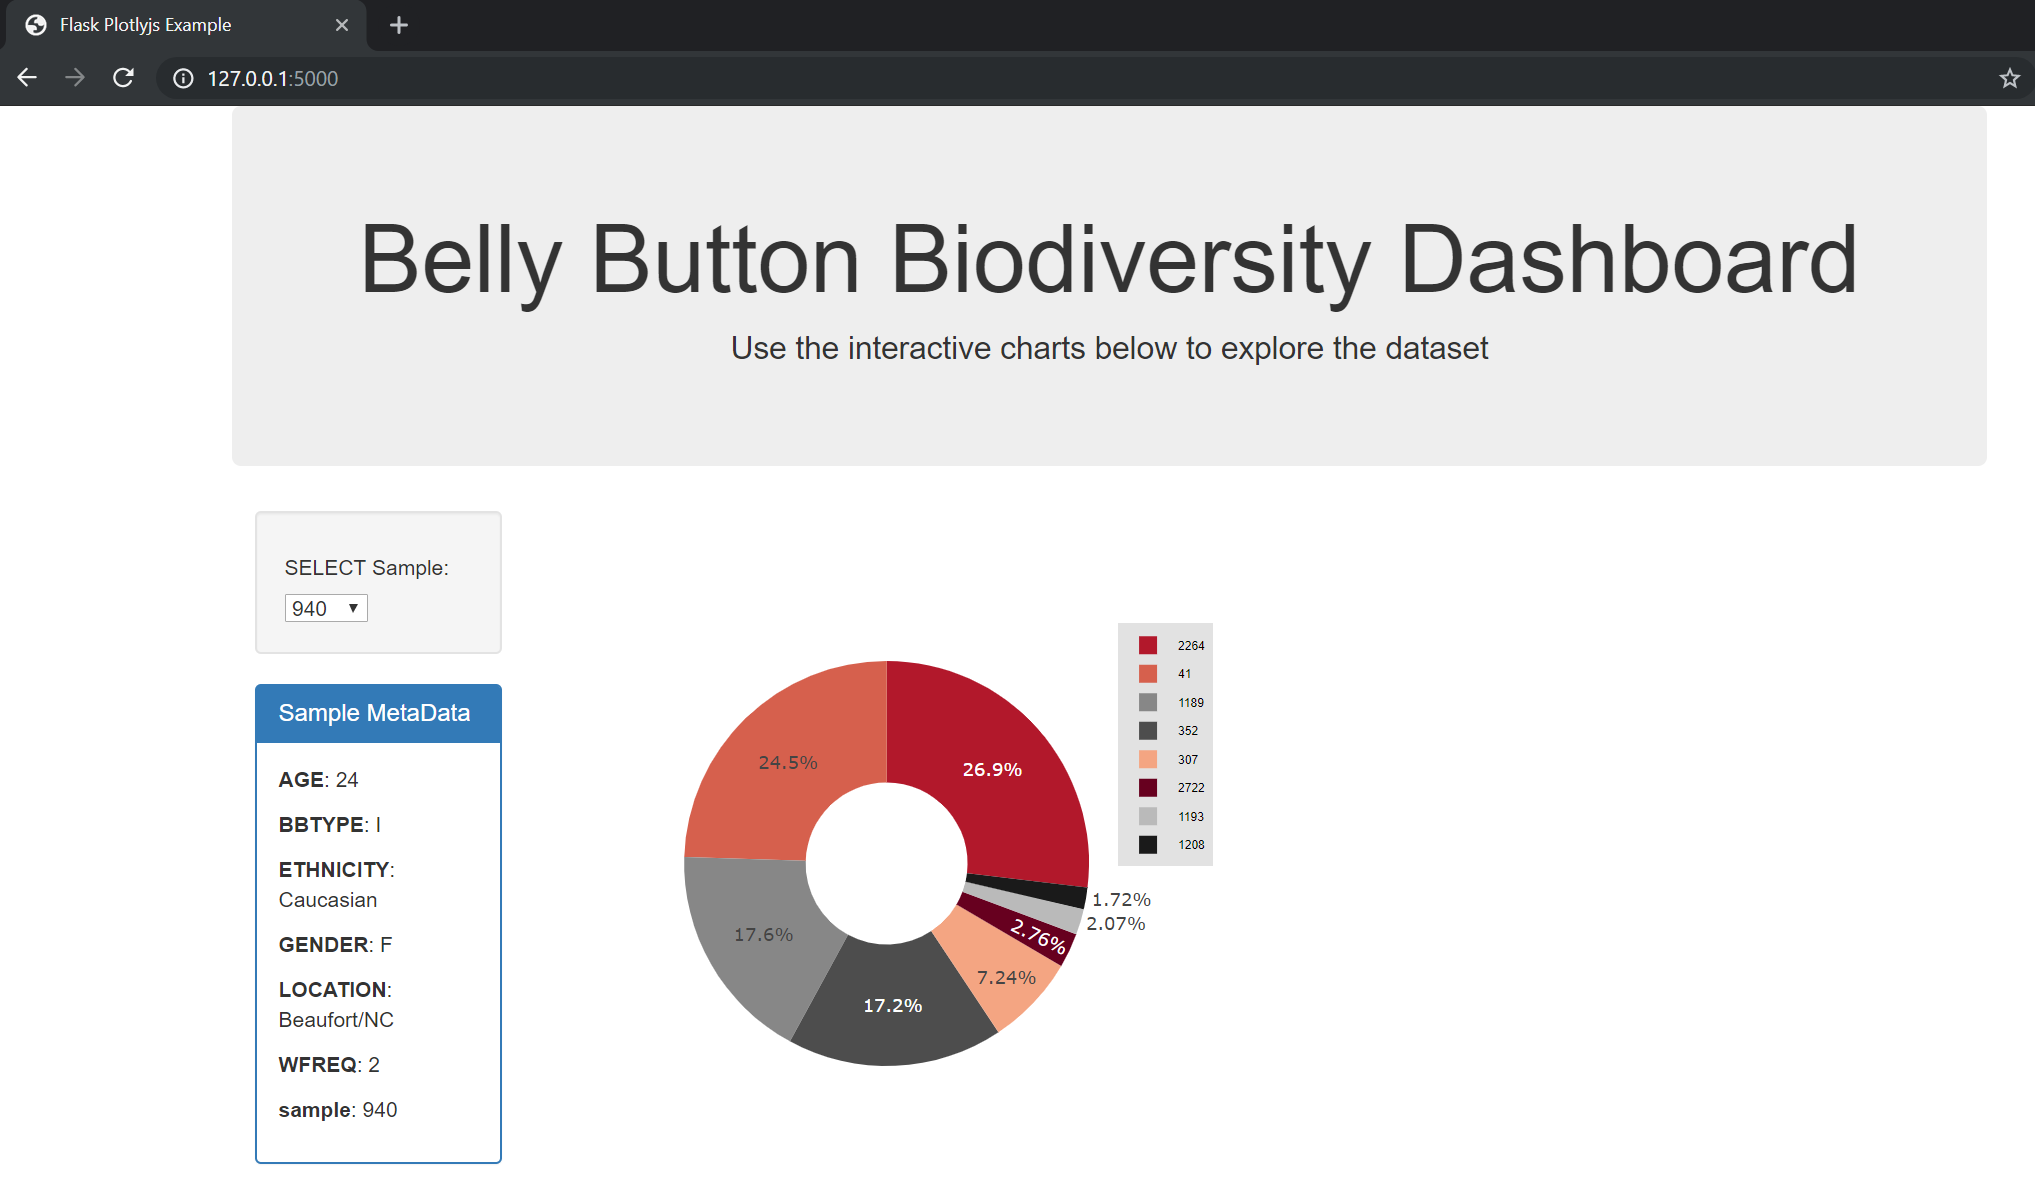 Flask Plotlyjs Example
127.0.0.1:5000
Belly Button Biodiversity Dashboard
Use the interactive charts below to explore the dataset
SELECT Sample:
940
Sample MetaData
AGE: 24
BBTYPE: I
ETHNICITY:
Caucasian
GENDER: F
LOCATION:
Beaufort/NC
WFREQ: 2
sample: 940
24.5%
26.9%
17.6%
17.2%
7.24%
2.76%
2.07%
1.72%
2264
41
1189
352
307
2722
1193
1208